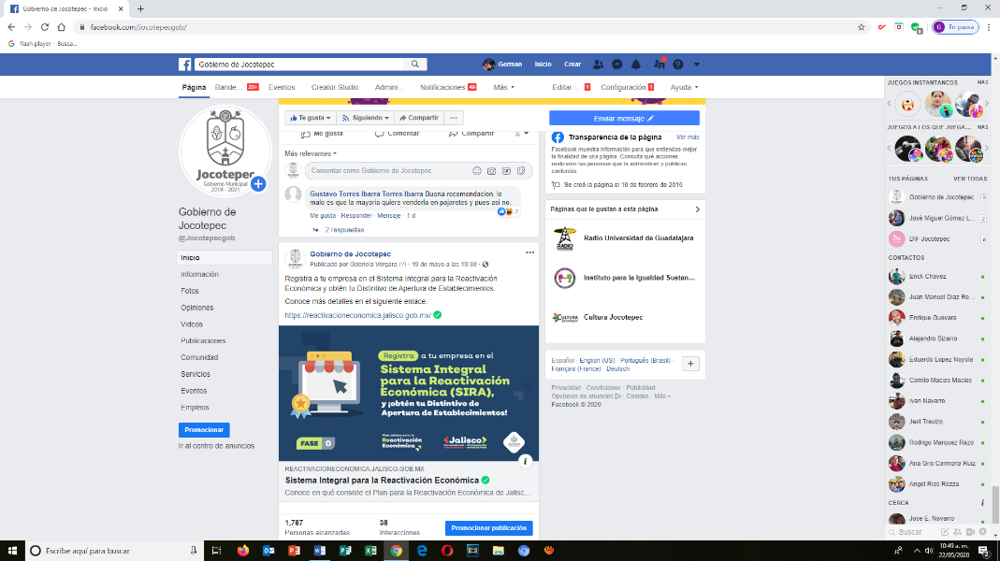 Gobierno de Jocotepec - Inicio
facebook.com/Jocotepecgob/
En pausa
flash player - Busca...
Gobierno de Jocotepec
German Inicio Crear
Página Bande... 20+ Eventos Creator Studio Admini... Notificaciones 49 Más Editar ... 1 Configuración 1 Ayuda
Te gusta Siguiendo Compartir ...
Enviar mensaje
Jocotepec
Gobierno Municipal
2018 - 2021
Gobierno de
Jocotepec
@Jocotepecgob
Inicio
Información
Fotos
Opiniones
Videos
Publicaciones
Comunidad
Servicios
Eventos
Empleos
Promocionar
Ir al centro de anuncios
Me gusta Comentar Compartir
Más relevantes
Comentar como Gobierno de Jocotepec
Gustavo Torres Ibarra Torres Ibarra Buena recomendacion, lo
malo es que la mayoria quiere venderla en pajaretes y pues asi no,
2
Me gusta · Responder · Mensaje · 1 d
2 respuestas
Gobierno de Jocotepec
Publicado por Gabriela Vergara [?] · 19 de mayo a las 19:30 ·
Registra a tu empresa en el Sistema Integral para la Reactivación
Económica y obtén tu Distintivo de Apertura de Establecimientos.
Conoce más detalles en el siguiente enlace:
https://reactivacioneconomica.jalisco.gob.mx/
Registra a tu empresa en el
Sistema Integral
para la Reactivación
Económica (SIRA),
y ¡obtén tu Distintivo de
Apertura de Establecimientos!
FASE 0
Plan Jalisco para la
Reactivación
Económica
Jalisco
REACTIVACIONECONOMICA.JALISCO.GOB.MX
Sistema Integral para la Reactivación Económica
Conoce en qué consiste el Plan para la Reactivación Económica de Jalisc...
1,787
Personas alcanzadas
38
Interacciones
Promocionar publicación
Transparencia de la página Ver más
Facebook muestra información para que entiendas mejor
la finalidad de una página. Consulta qué acciones
realizaron las personas que la administran y publican
contenido.
Se creó la página el 10 de febrero de 2016
Páginas que le gustan a esta página
Radio Universidad de Guadalajara
Instituto para la Igualdad Susten...
Cultura Jocotepec
Español · English (US) · Português (Brasil) ·
Français (France) · Deutsch
Privacidad · Condiciones · Publicidad ·
Opciones de anuncios · Cookies · Más
Facebook © 2020
JUEGOS INSTANTÁNEOS MÁS
JUEGOS A LOS QUE JUEGA... MÁS
TUS PÁGINAS VER TODAS
Gobierno de Jocotepec
José Miguel Gómez L...
DIF Jocotepec
CONTACTOS
Erick Chavez
Juan Manuel Diaz Re...
Enrique Guevara
Alejandro Bizarro
Eduardo Lopez Noyola
Camilo Macias Macias
Ivan Navarro
Jest Trevizo
Rodrigo Marquez Razo
Ana Gris Carmona Ruiz
Angel Rios Rezza
CERCA
Jose E. Navarro
Buscar
Escribe aquí para buscar
10:49 a. m.
22/05/2020
2